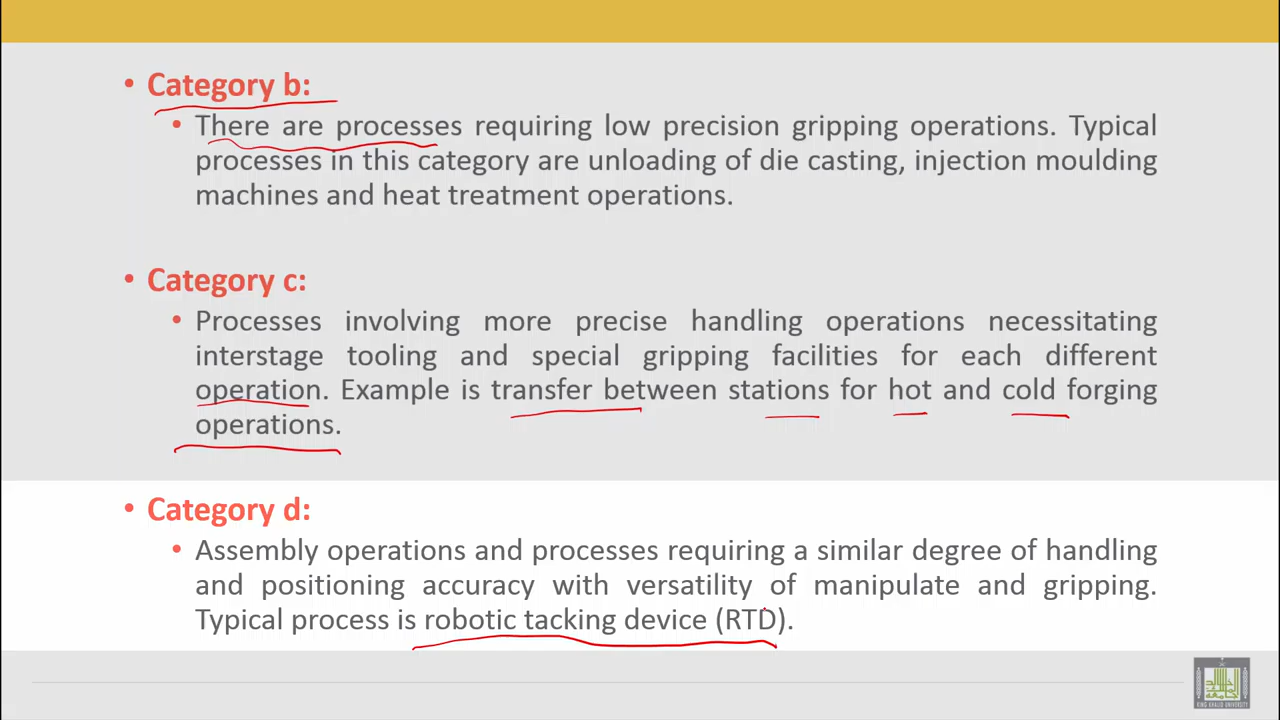 • Category b:
• There are processes requiring low precision gripping operations. Typical
processes in this category are unloading of die casting, injection moulding
machines and heat treatment operations.
• Category c:
• Processes involving more precise handling operations necessitating
interstage tooling and special gripping facilities for each different
operation. Example is transfer between stations for hot and cold forging
operations.
• Category d:
• Assembly operations and processes requiring a similar degree of handling
and positioning accuracy with versatility of manipulate and gripping.
Typical process is robotic tacking device (RTD).
KING KHALID UNIVERSITY